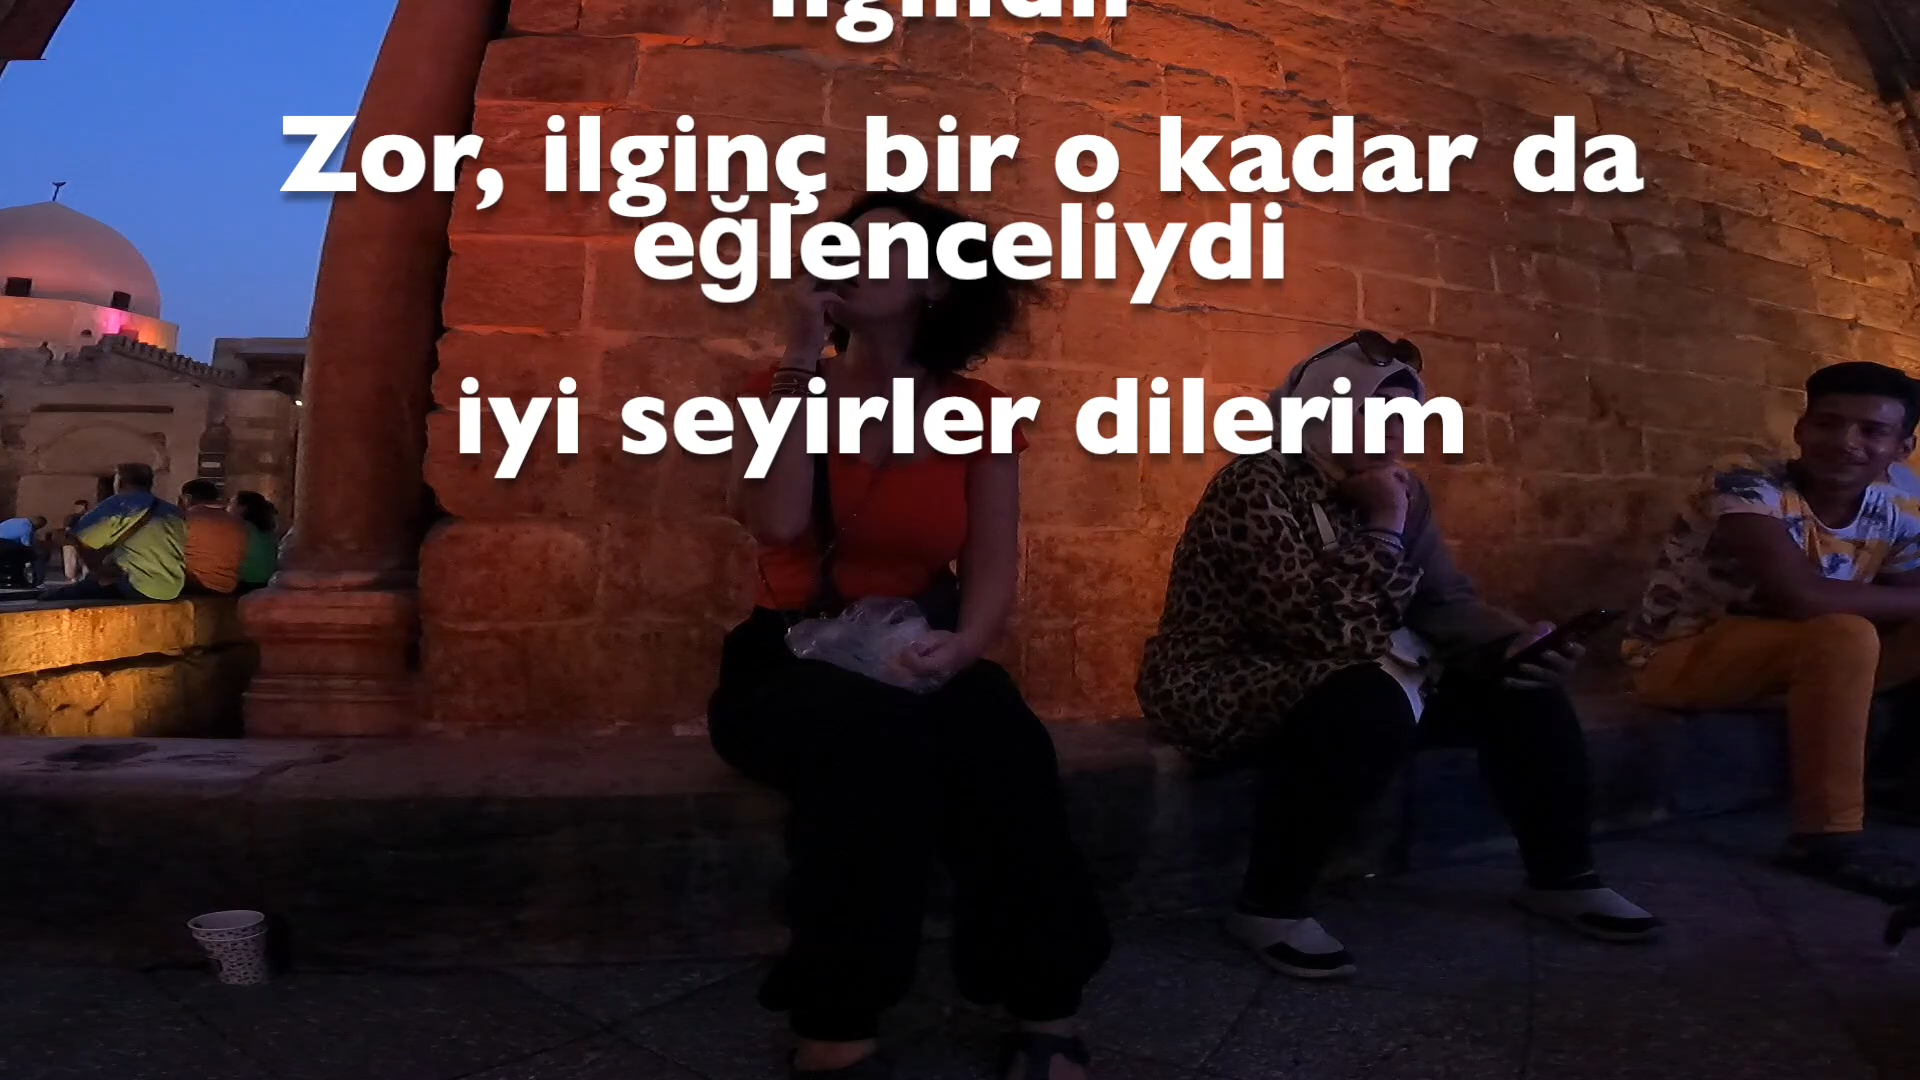 Zor, ilginç bir o kadar da
eğlenceliydi
iyi seyirler dilerim